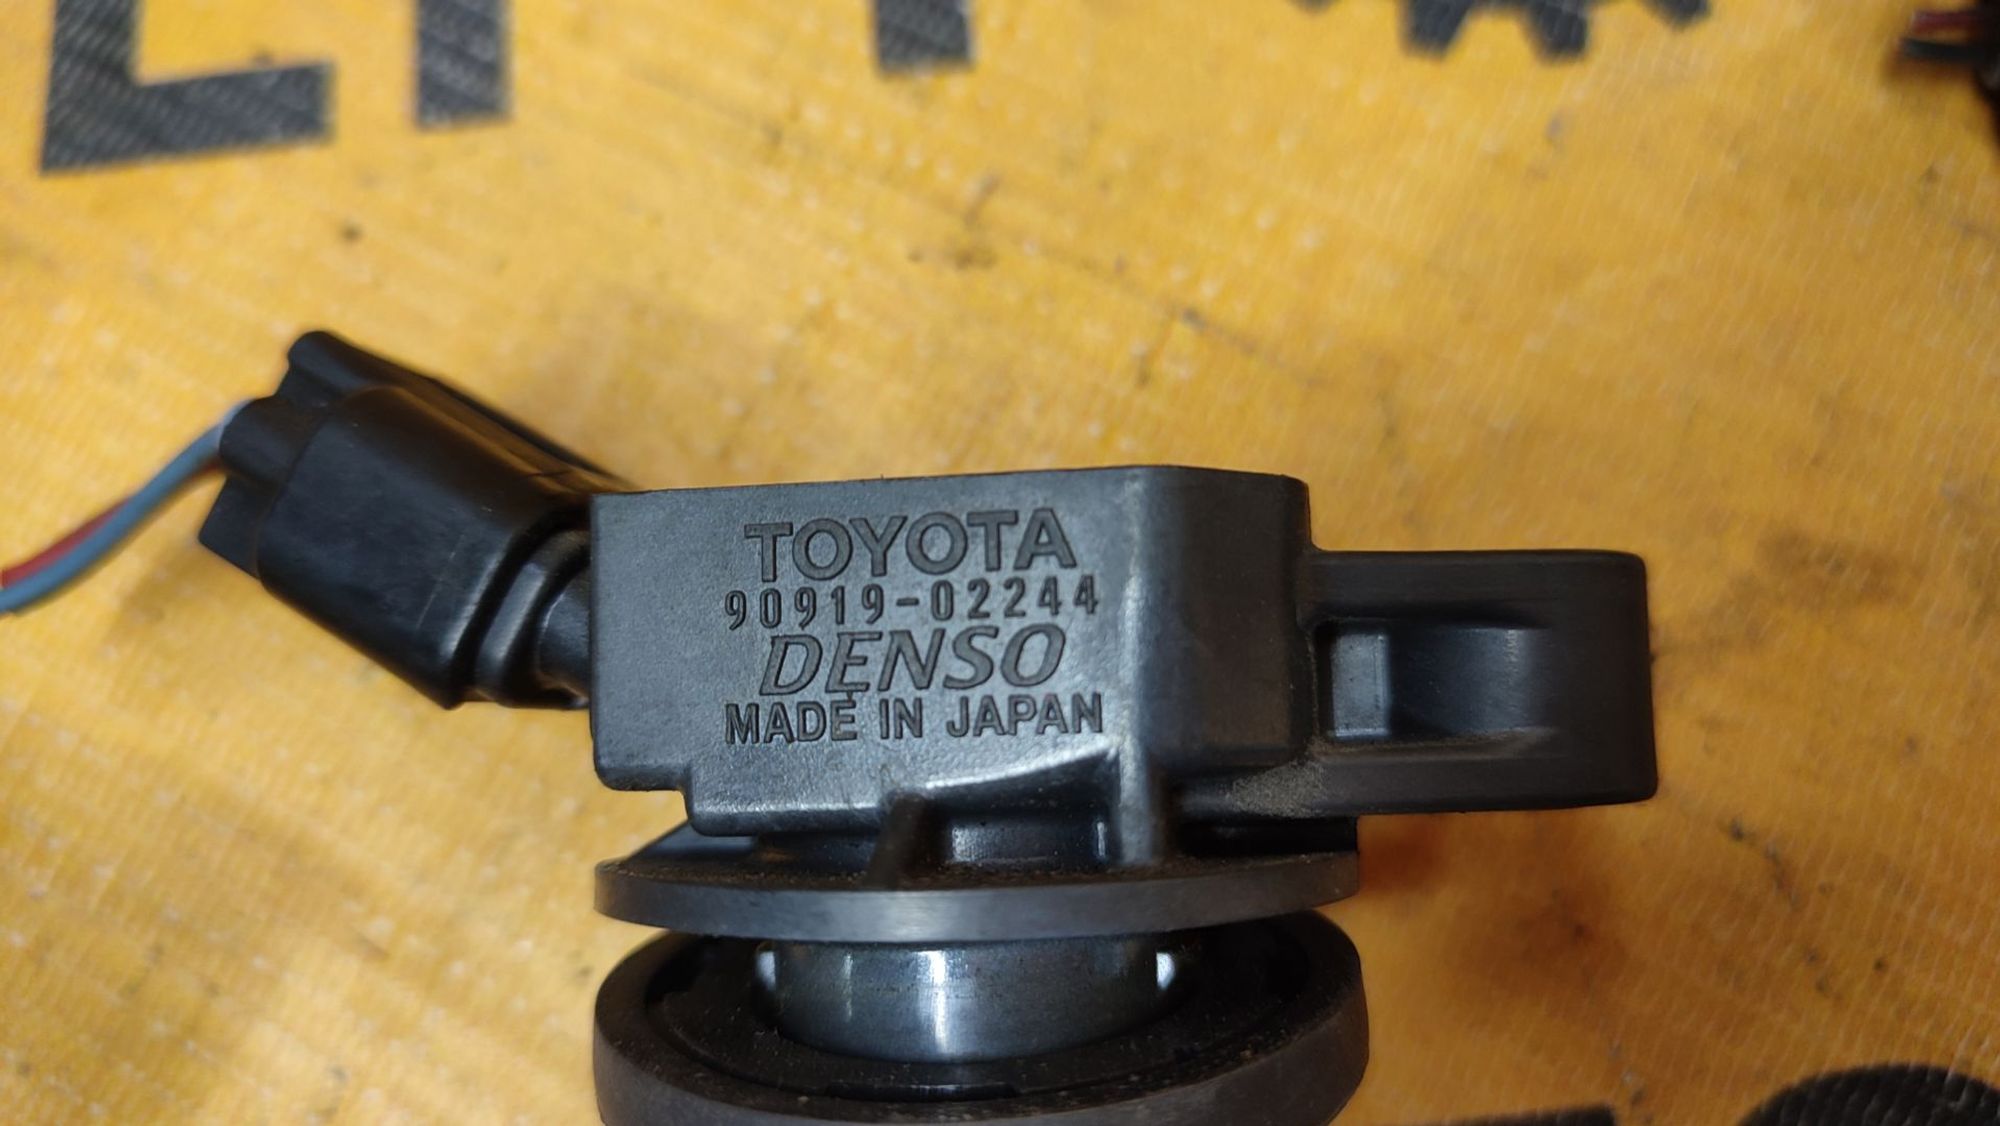 TOYOTA
90919-02244
DENSO
MADE IN JAPAN